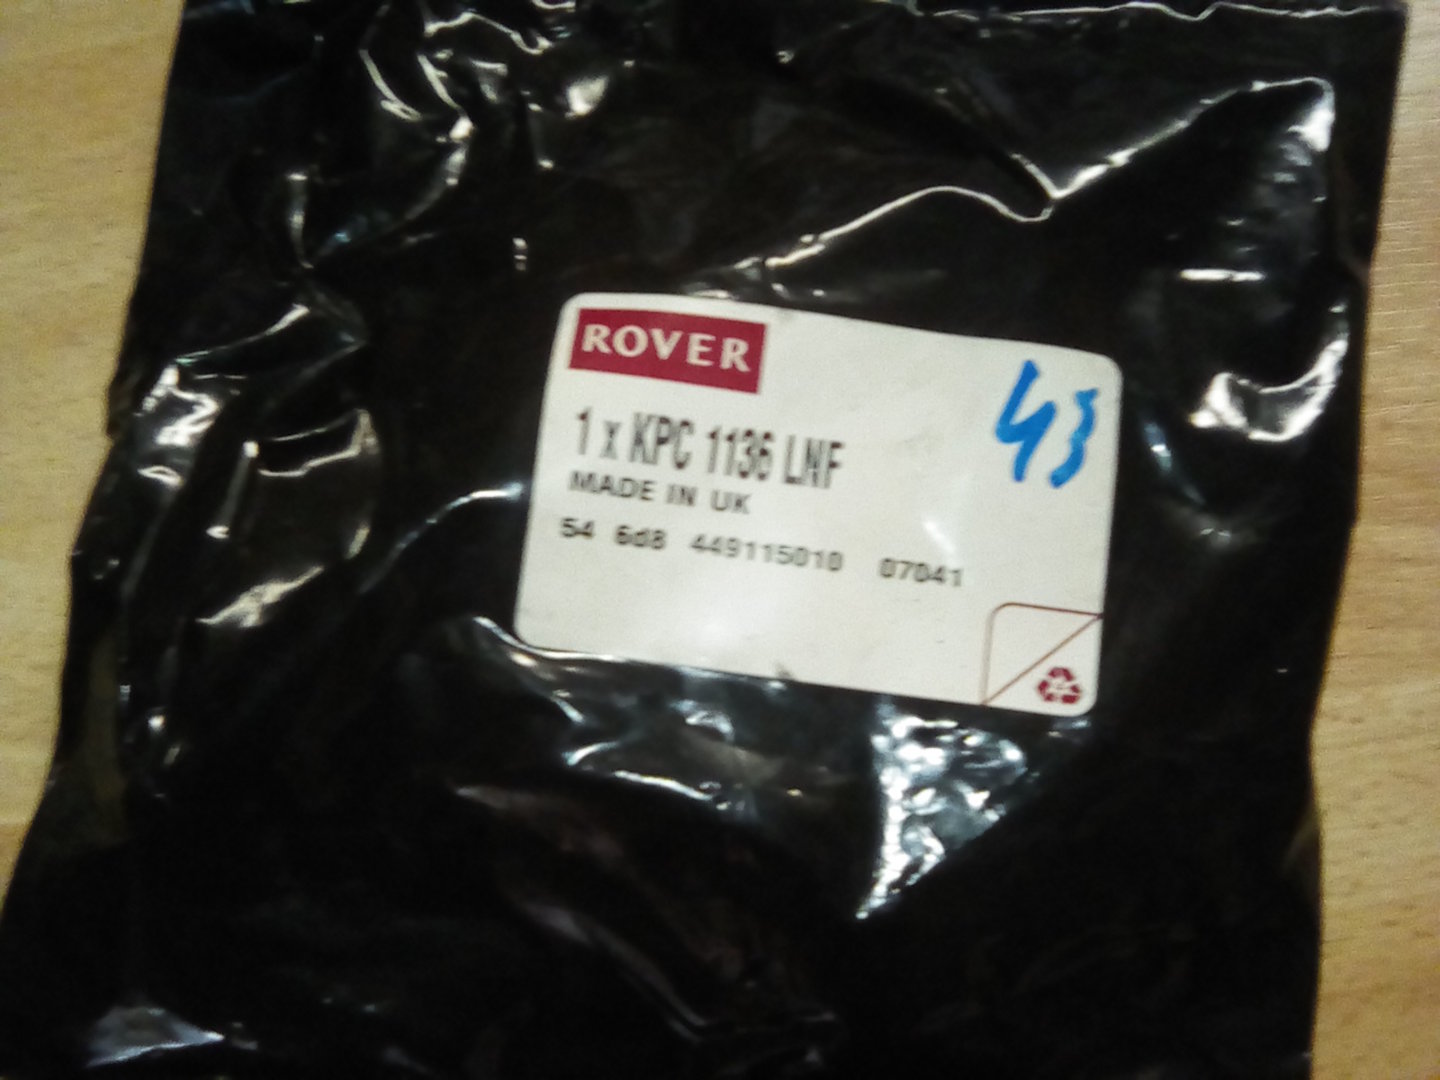 ROVER
43
1 x KPC 1136 LNF
MADE IN UK
54 6d8 449115010 07041